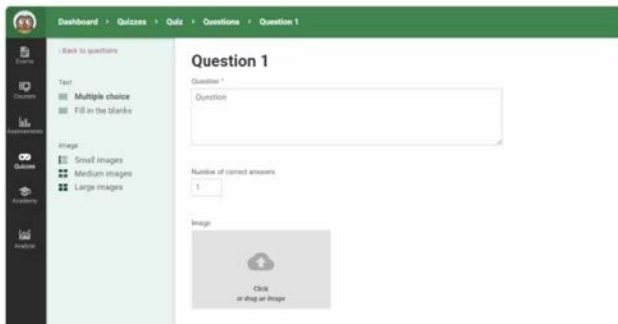 Dashboard › Quizzes › Quiz › Questions › Question 1
Exams
Courses
Assessments
Quizzes
Academy
Analyze
‹ Back to questions
Text
Multiple choice
Fill in the blanks
Image
Small images
Medium images
Large images
Question 1
Question *
Question
Number of correct answers
1
Image
Click
or drag an image